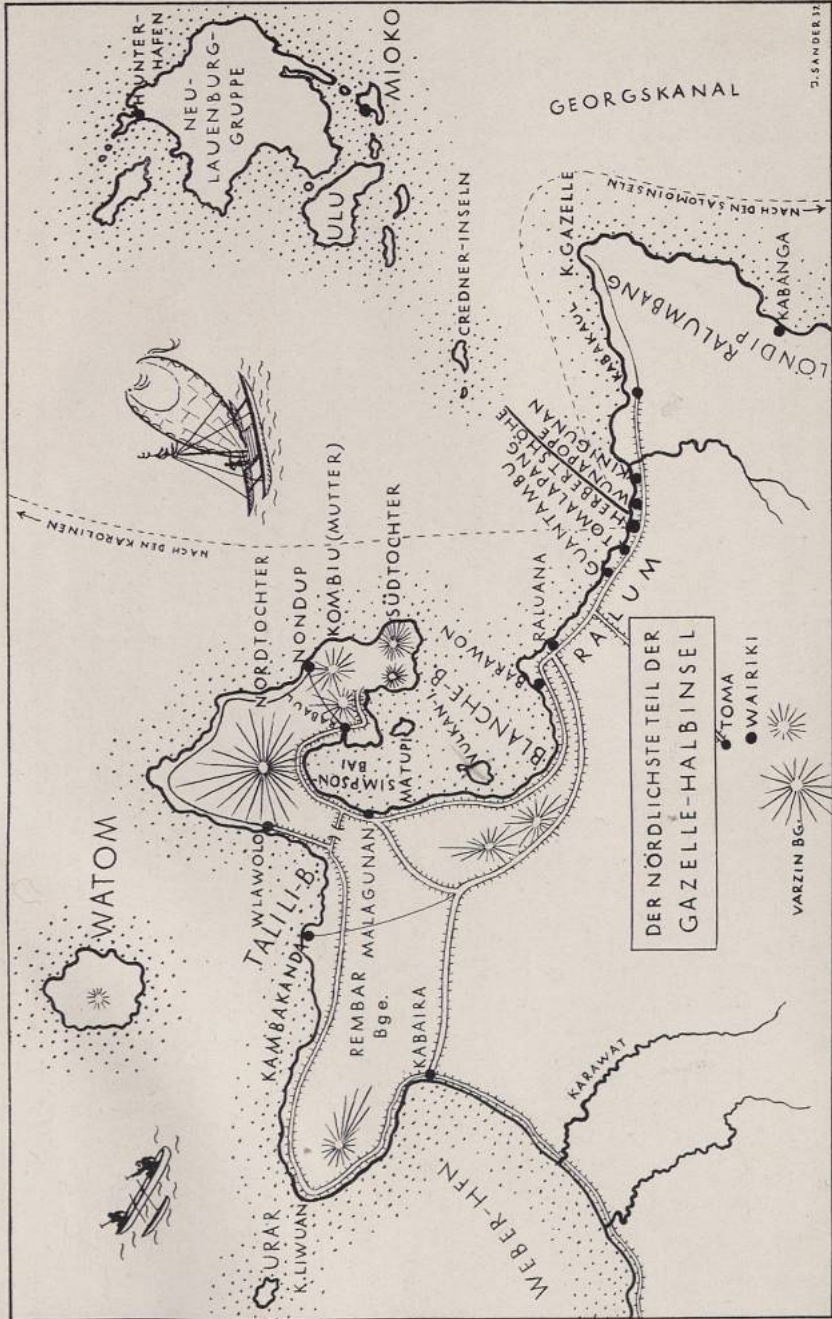 HUNTER-
HAFEN
NEU-
LAUENBURG-
GRUPPE
MIOKO
ULU
GEORGSKANAL
J. SANDER 37.
CREDNER-INSELN
K. GAZELLE
NACH DEN SALOMOINSELN
KABAKAUL
KABANGA
RALUMBANG
LÖNDIP
NACH DEN KAROLINEN
NORDTOCHTER
NONDUP
KOMBIU (MUTTER)
SÜDTOCHTER
RABAUL
SIMPSON-
BAI
MATUPI
VULKAN-I.
BLANCHE-B.
BARAWON
RALUANA
GUANTAMBU
TOMALAPANG
HERBERTSHÖHE
WUNAPOPE
KINIGUNAN
RALUM
WATOM
WLAWOLO
TALILI-B.
KAMBAKANDA
REMBAR
Bge.
MALAGUNAN
KABAIRA
URAR
K. LIWUAN
WEBER-HFN.
KARAWAT
DER NÖRDLICHSTE TEIL DER
GAZELLE-HALBINSEL
TOMA
WAIRIKI
VARZIN BG.